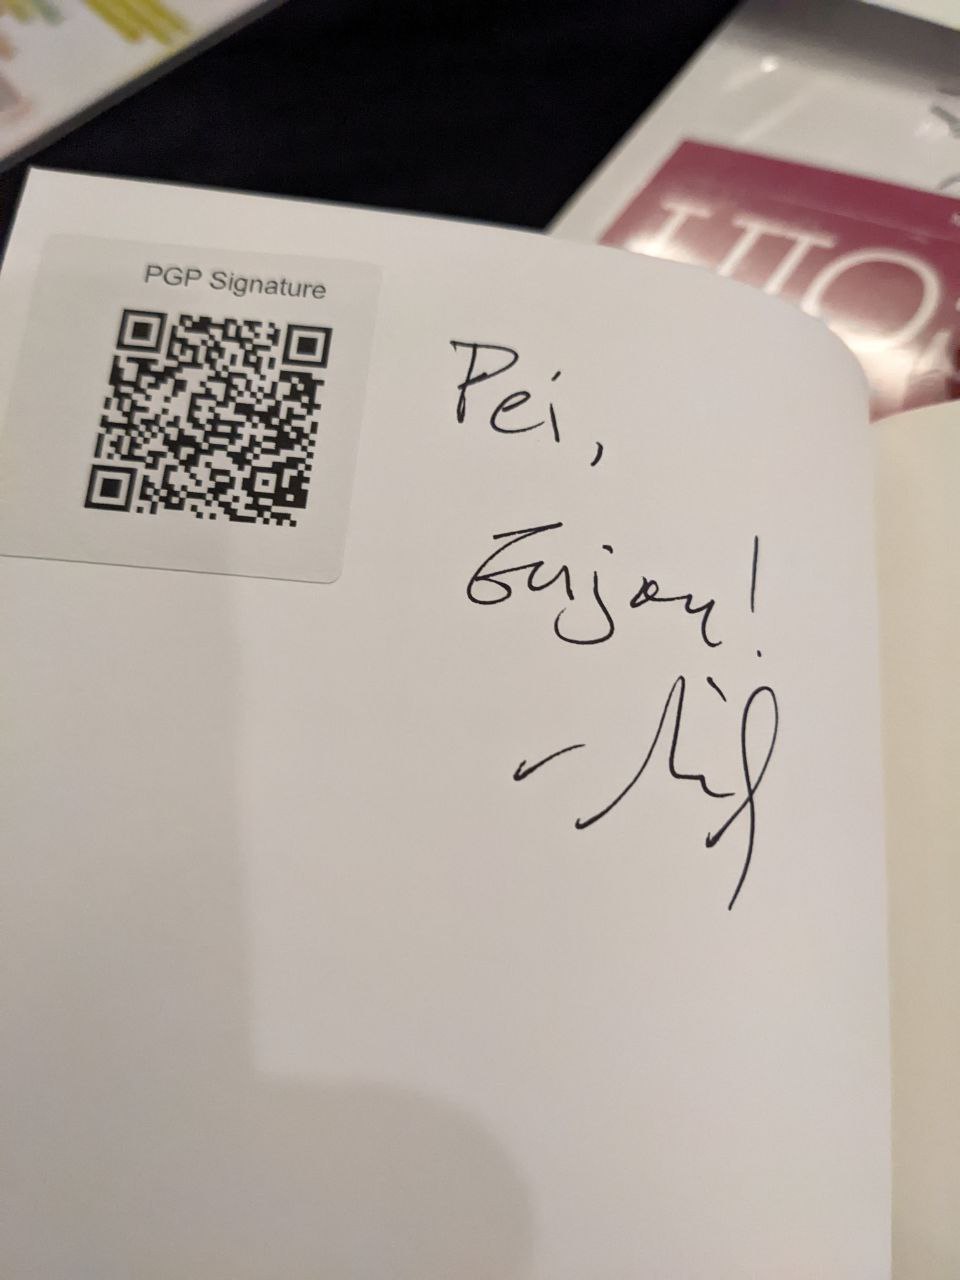 PGP Signature
Pei,
Enjoy!